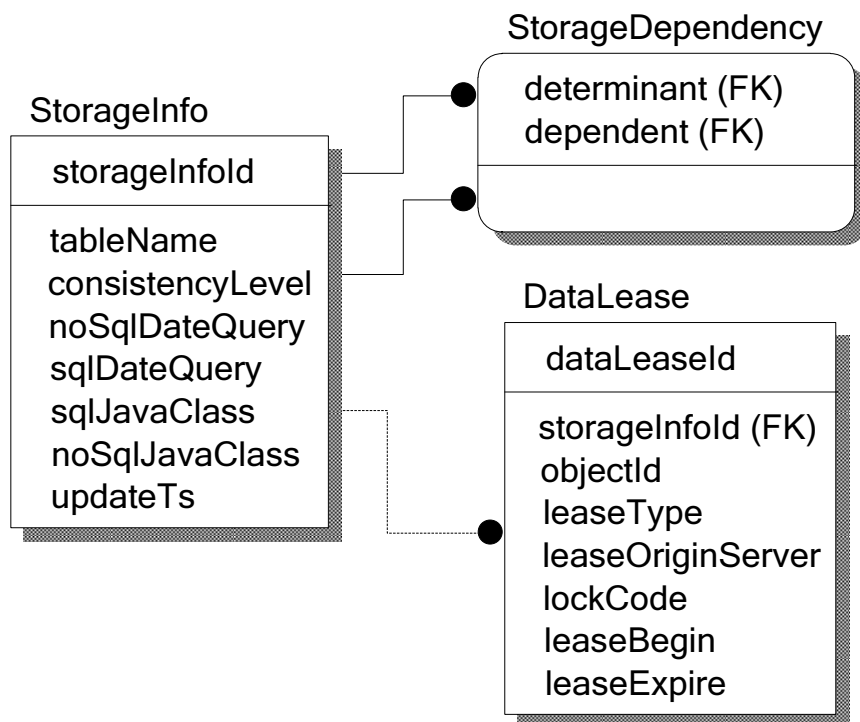 StorageDependency
determinant (FK)
dependent (FK)
StorageInfo
storageInfoId
tableName
consistencyLevel
noSqlDateQuery
sqlDateQuery
sqlJavaClass
noSqlJavaClass
updateTs
DataLease
dataLeaseId
storageInfoId (FK)
objectId
leaseType
leaseOriginServer
lockCode
leaseBegin
leaseExpire